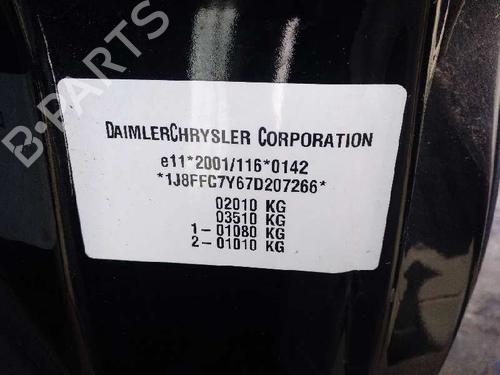 B-PARTS
DAIMLERCHRYSLER CORPORATION
e11*2001/116*0142
*1J8FFC7Y67D207266*
02010 KG
03510 KG
1-01080 KG
2-01010 KG